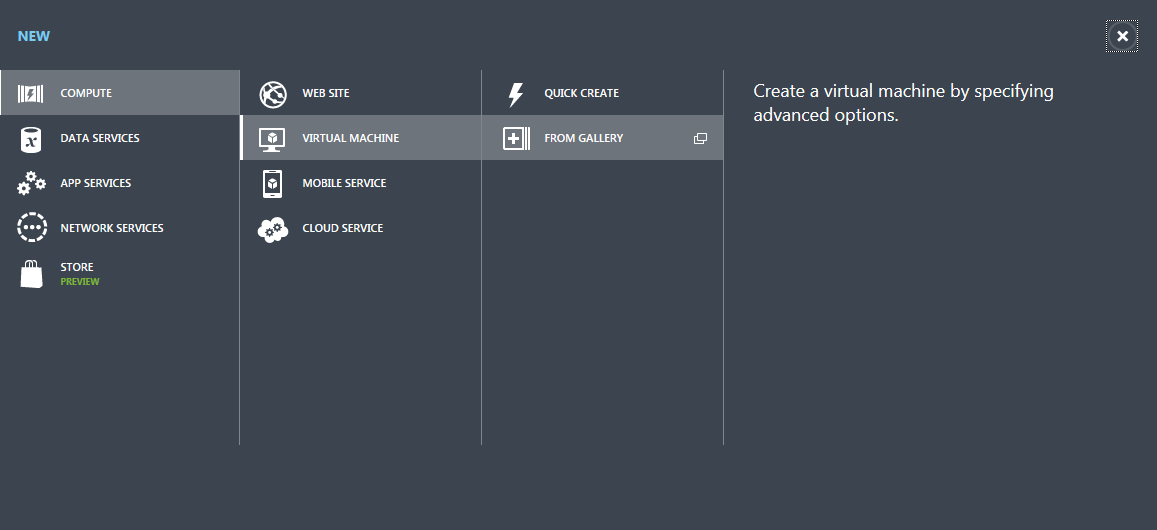 NEW
COMPUTE
DATA SERVICES
APP SERVICES
NETWORK SERVICES
STORE
PREVIEW
WEB SITE
VIRTUAL MACHINE
MOBILE SERVICE
CLOUD SERVICE
QUICK CREATE
FROM GALLERY
Create a virtual machine by specifying
advanced options.